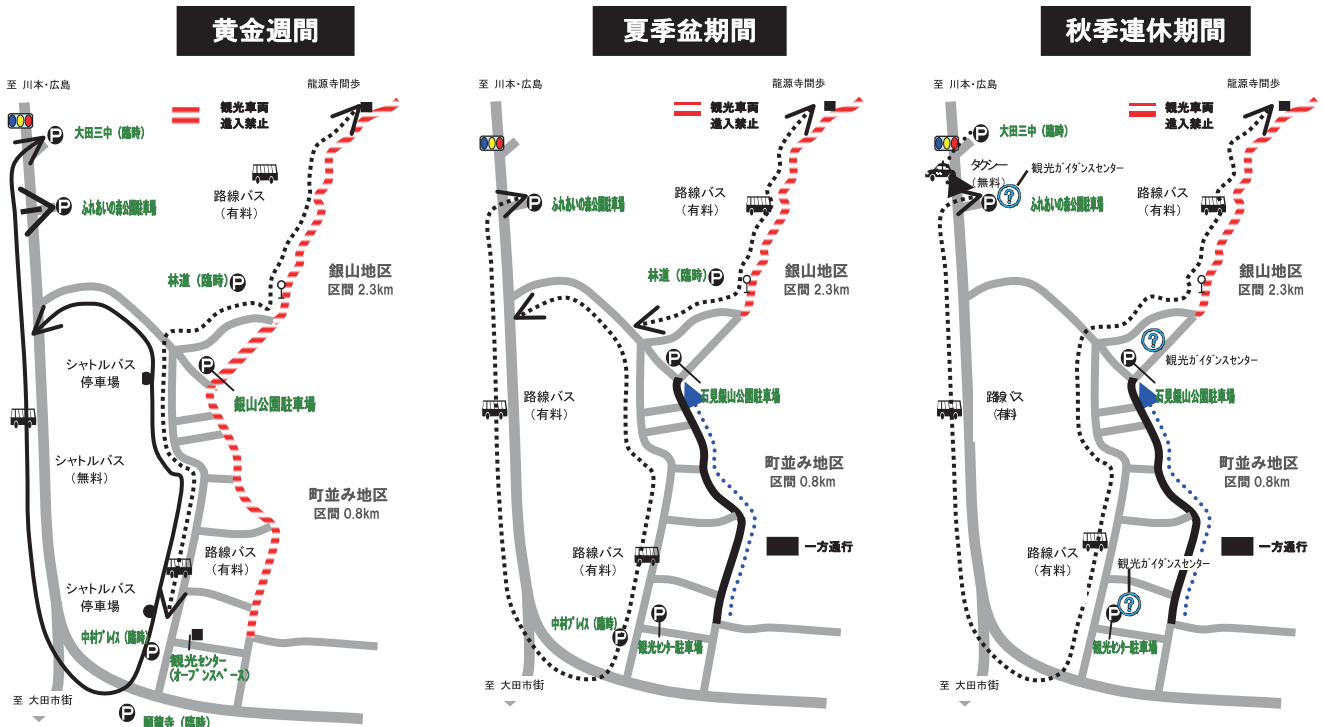 黄金週間
至 川本・広島
龍源寺間歩
観光車両
進入禁止
P
大田三中（臨時）
路線バス
（有料）
P
ふれあいの森公園駐車場
林道（臨時）
P
銀山地区
区間 2.3km
シャトルバス
停車場
P
銀山公園駐車場
シャトルバス
（無料）
町並み地区
区間 0.8km
路線バス
（有料）
シャトルバス
停車場
中村ブレイス（臨時）
P
観光センター
（オープンスペース）
至 大田市街
P
夏季盆期間
至 川本・広島
龍源寺間歩
観光車両
進入禁止
路線バス
（有料）
P
ふれあいの森公園駐車場
林道（臨時）
P
銀山地区
区間 2.3km
P
石見銀山公園駐車場
路線バス
（有料）
町並み地区
区間 0.8km
一方通行
路線バス
（有料）
中村ブレイス（臨時）
P
P
観光センター駐車場
至 大田市街
秋季連休期間
至 川本・広島
龍源寺間歩
観光車両
進入禁止
P
大田三中（臨時）
タクシー
（無料）
?
観光ガイダンスセンター
P
ふれあいの森公園駐車場
路線バス
（有料）
銀山地区
区間 2.3km
?
観光ガイダンスセンター
P
石見銀山公園駐車場
路線バス
（有料）
町並み地区
区間 0.8km
一方通行
路線バス
（有料）
観光ガイダンスセンター
?
P
観光センター駐車場
至 大田市街